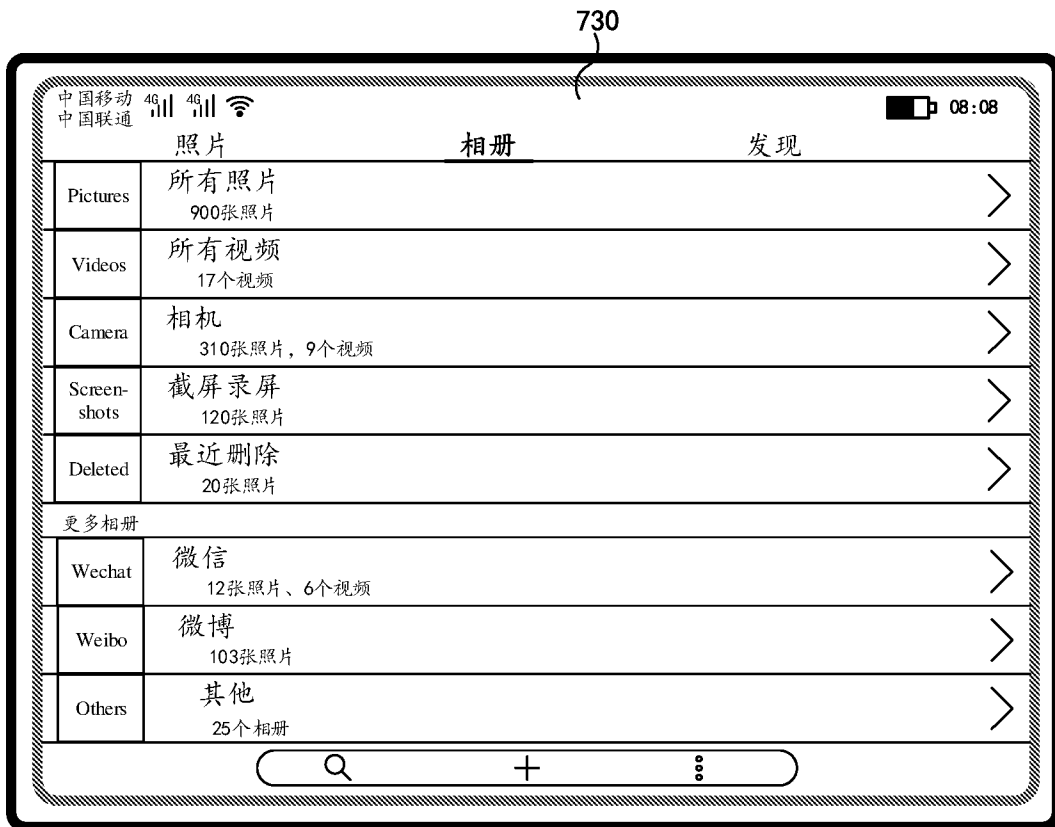 730
中国移动 4G 4G 08:08
中国联通
照片 相册 发现
Pictures 所有照片
900张照片
Videos 所有视频
17个视频
Camera 相机
310张照片，9个视频
Screen-
shots 截屏录屏
120张照片
Deleted 最近删除
20张照片
更多相册
Wechat 微信
12张照片、6个视频
Weibo 微博
103张照片
Others 其他
25个相册